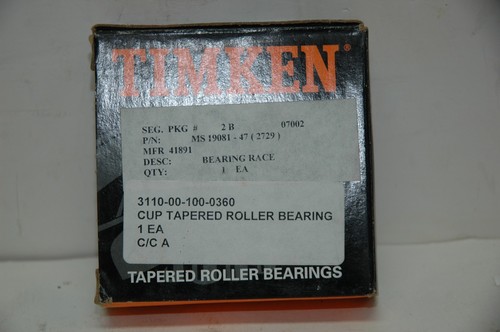 TIMKEN®
SEG. PKG # 2 B 07002
P/N: MS 19081 - 47 ( 2729 )
MFR 41891
DESC: BEARING RACE
QTY: 1 EA
3110-00-100-0360
CUP TAPERED ROLLER BEARING
1 EA
C/C A
TAPERED ROLLER BEARINGS